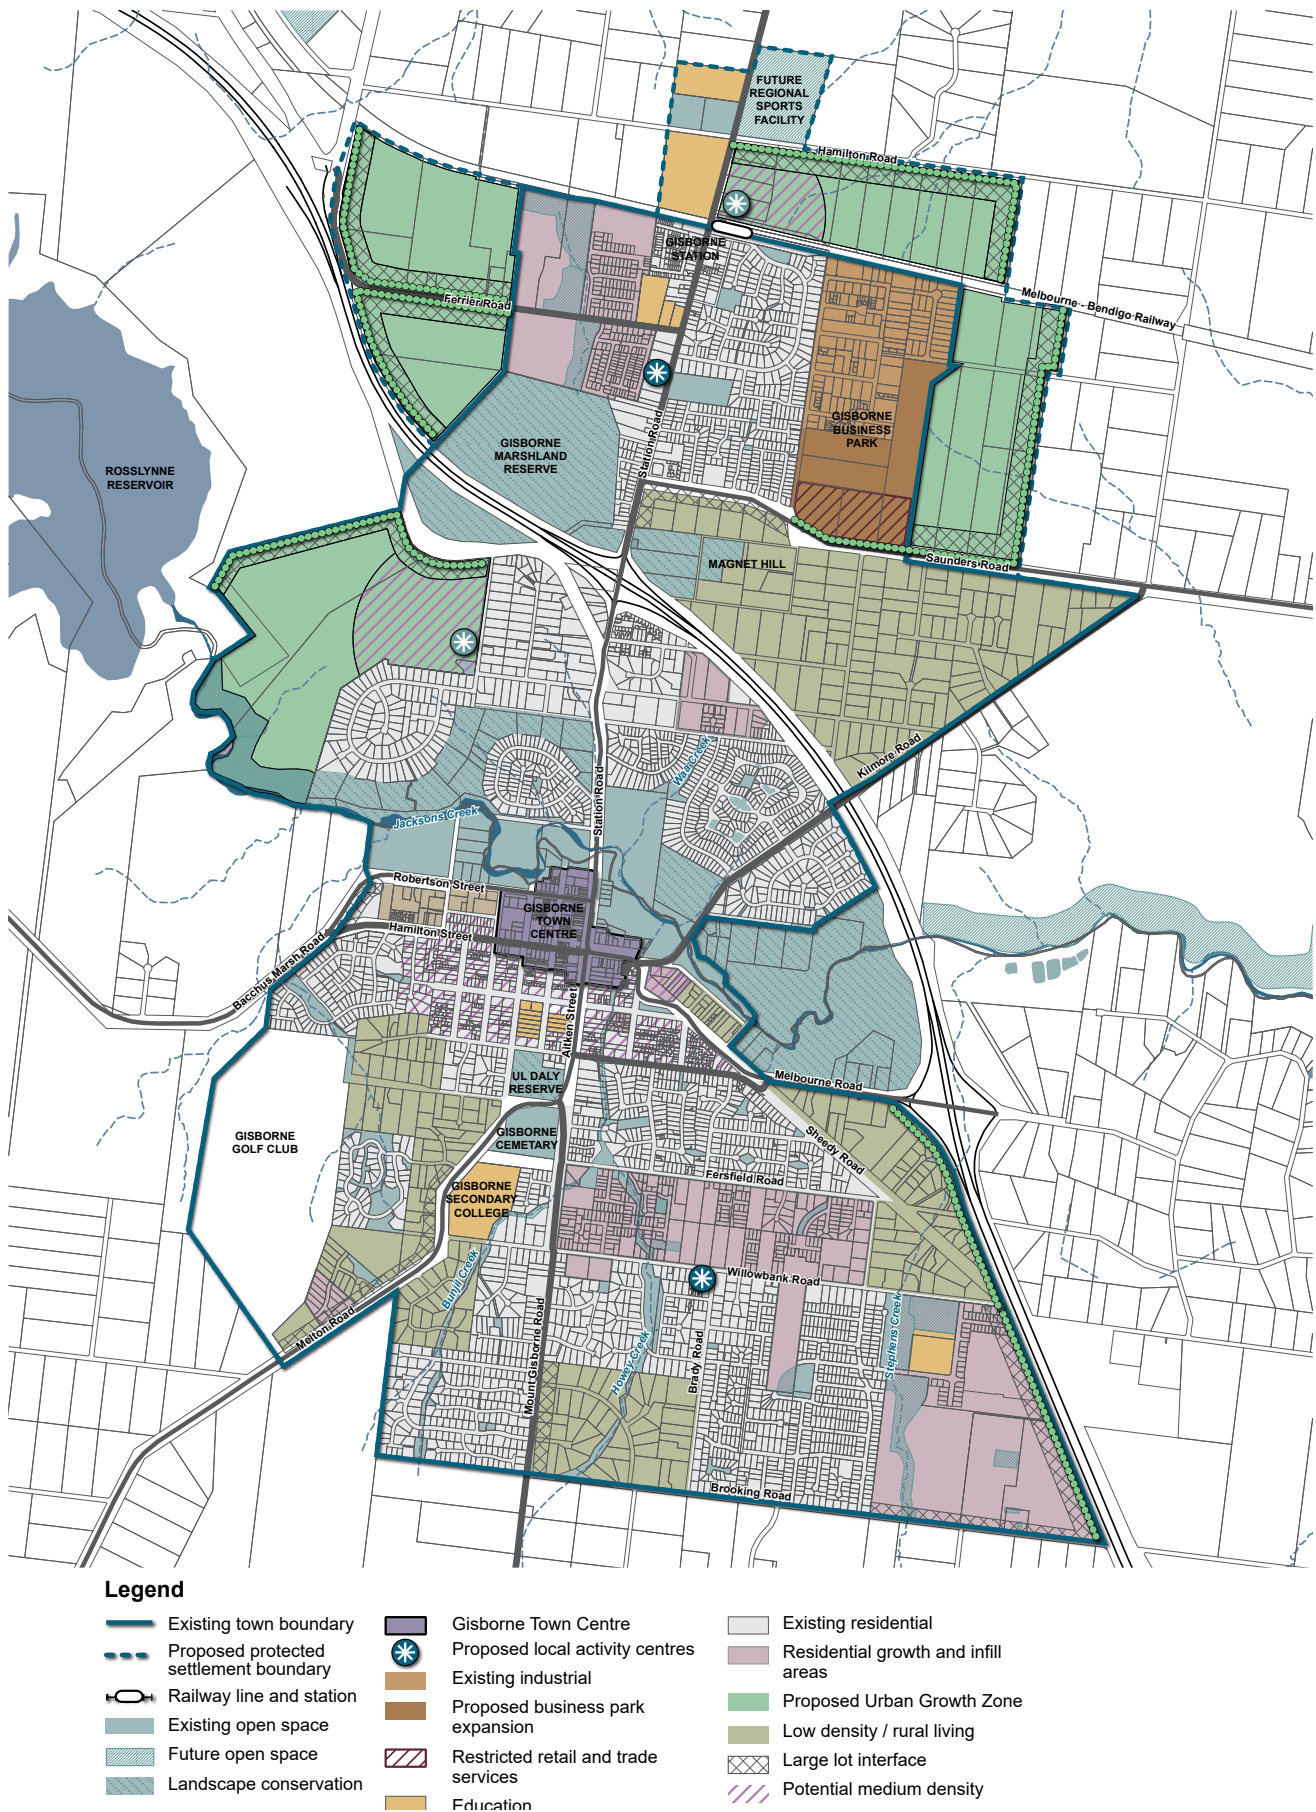 FUTURE
REGIONAL
SPORTS
FACILITY
Hamilton Road
GISBORNE
STATION
Melbourne - Bendigo Railway
Ferrier Road
GISBORNE
BUSINESS
PARK
Station Road
GISBORNE
MARSHLAND
RESERVE
ROSSLYNNE
RESERVOIR
MAGNET HILL
Saunders Road
Kilmore Road
Waa Creek
Station Road
Jacksons Creek
Robertson Street
GISBORNE
TOWN
CENTRE
Hamilton Street
Bacchus Marsh Road
Aitken Street
UL DALY
RESERVE
Melbourne Road
GISBORNE
CEMETARY
GISBORNE
GOLF CLUB
Sheedy Road
Fersfield Road
GISBORNE
SECONDARY
COLLEGE
Bunjil Creek
Willowbank Road
Melton Road
Mount Gisborne Road
Howey Creek
Brady Road
Stephens Creek
Brooking Road
Legend
Existing town boundary
Proposed protected
settlement boundary
Railway line and station
Existing open space
Future open space
Landscape conservation
Gisborne Town Centre
Proposed local activity centres
Existing industrial
Proposed business park
expansion
Restricted retail and trade
services
Education
Existing residential
Residential growth and infill
areas
Proposed Urban Growth Zone
Low density / rural living
Large lot interface
Potential medium density